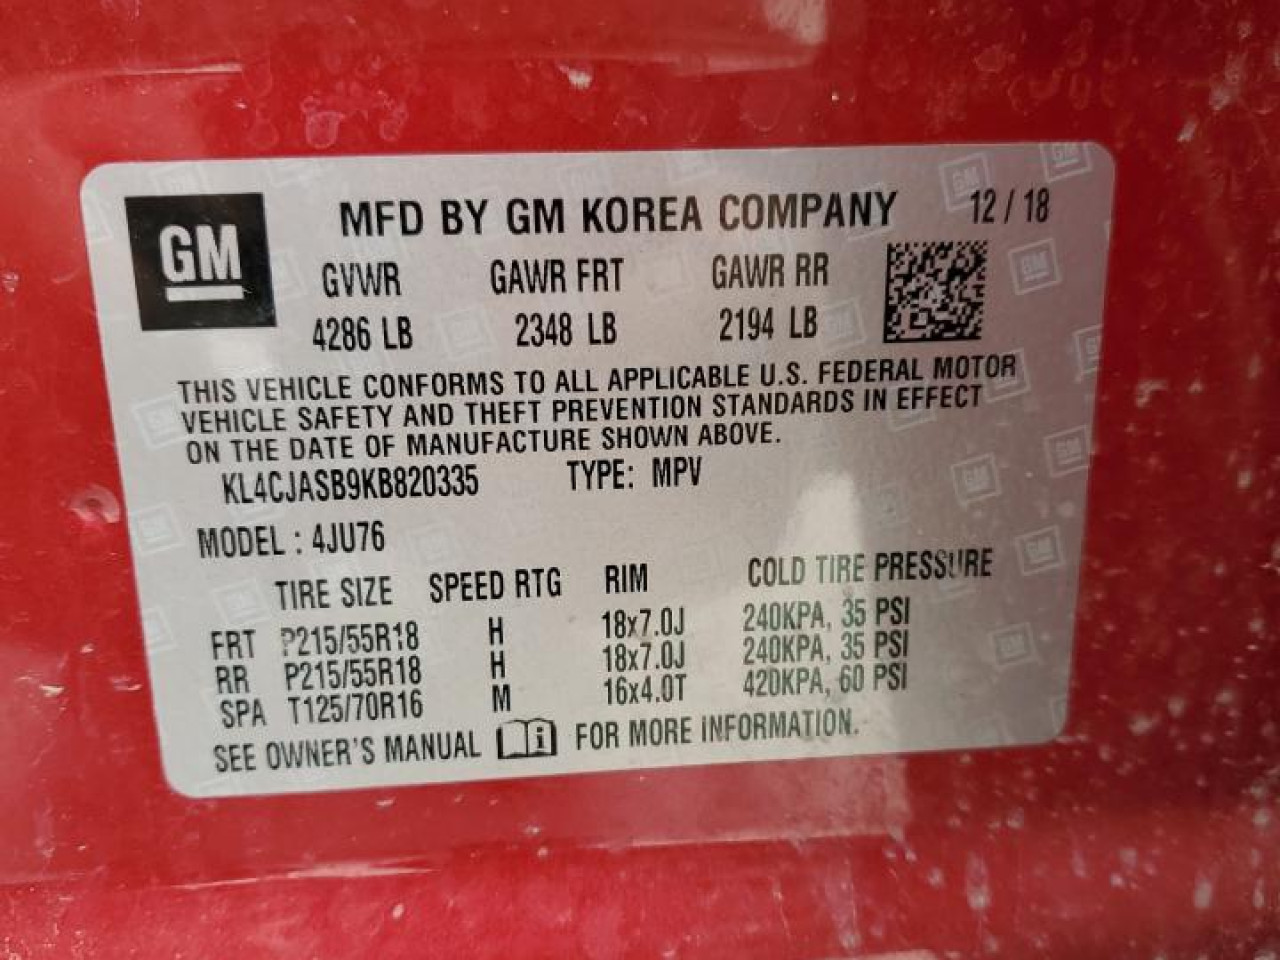 GM
MFD BY GM KOREA COMPANY 12 / 18
GVWR GAWR FRT GAWR RR
4286 LB 2348 LB 2194 LB
THIS VEHICLE CONFORMS TO ALL APPLICABLE U.S. FEDERAL MOTOR
VEHICLE SAFETY AND THEFT PREVENTION STANDARDS IN EFFECT
ON THE DATE OF MANUFACTURE SHOWN ABOVE.
KL4CJASB9KB820335 TYPE: MPV
MODEL : 4JU76
TIRE SIZE SPEED RTG RIM COLD TIRE PRESSURE
FRT P215/55R18 H 18x7.0J 240KPA, 35 PSI
RR P215/55R18 H 18x7.0J 240KPA, 35 PSI
SPA T125/70R16 M 16x4.0T 420KPA, 60 PSI
SEE OWNER'S MANUAL i FOR MORE INFORMATION.